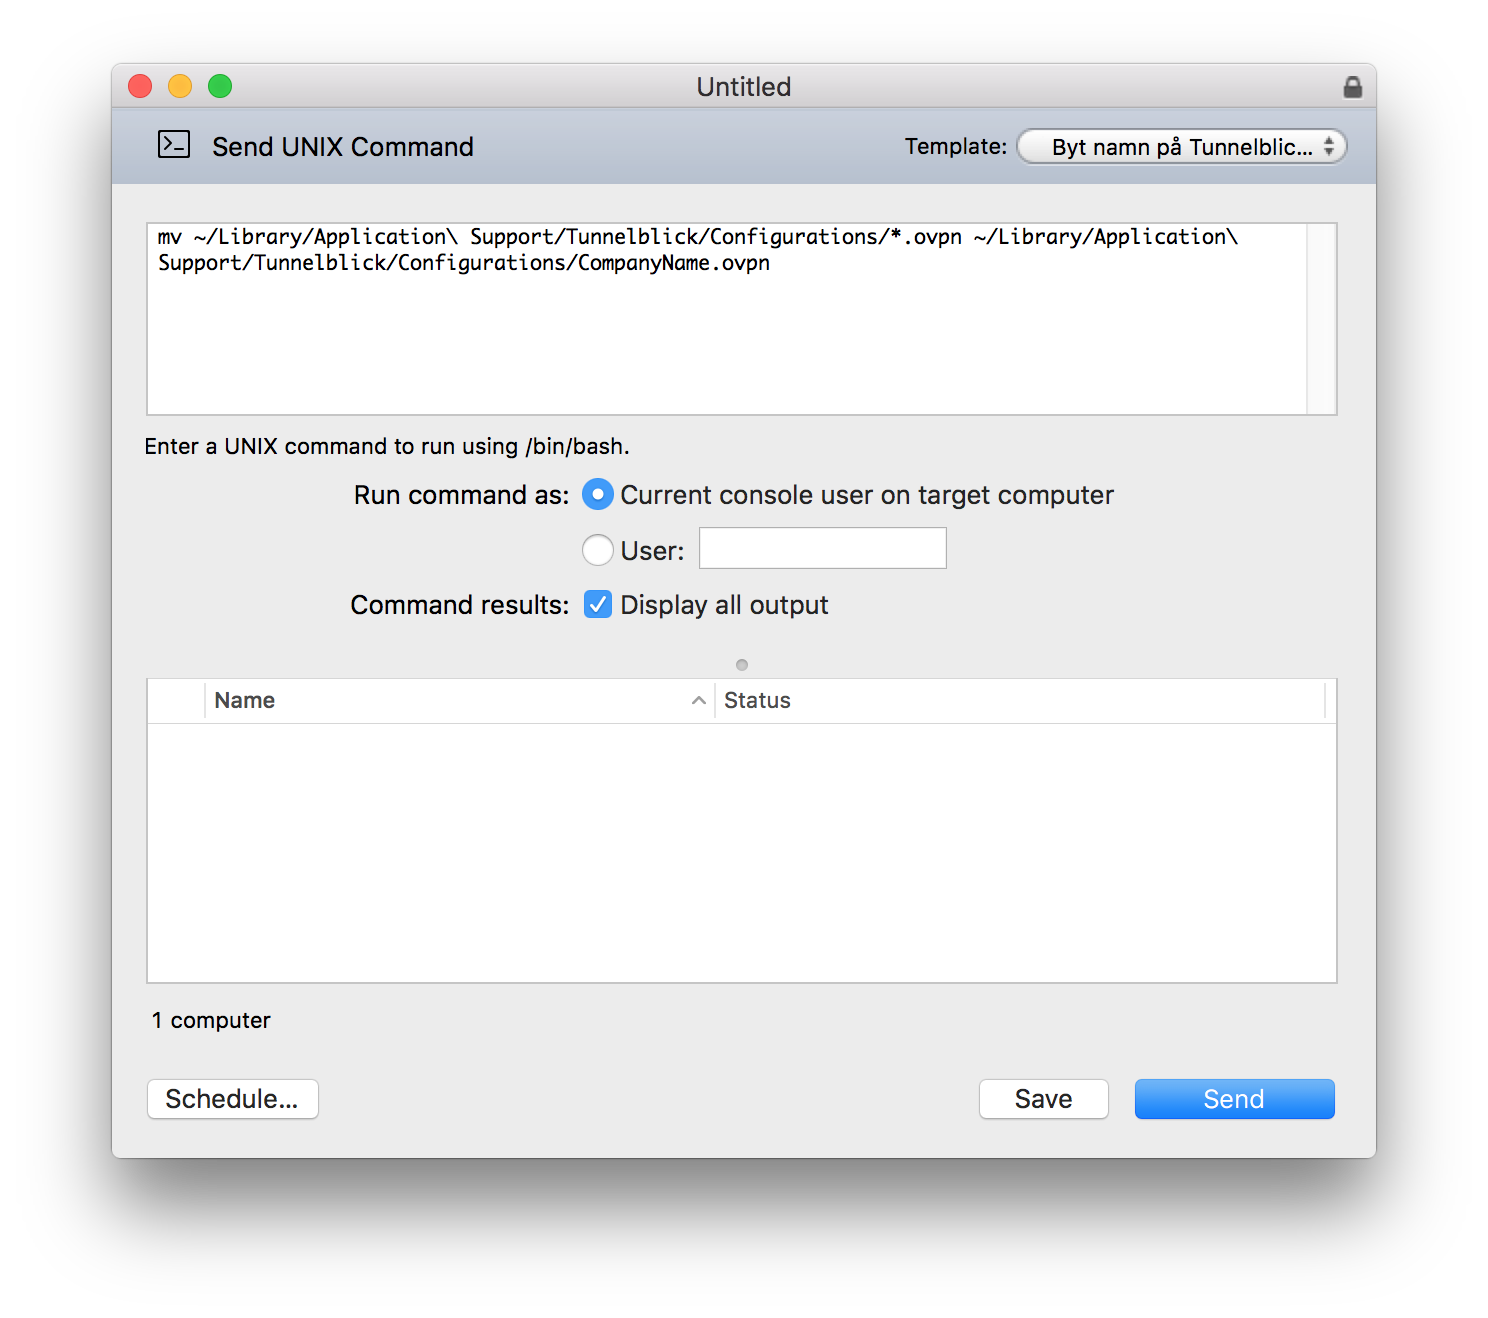 Untitled
Send UNIX Command
Template: Byt namn på Tunnelblic...
mv ~/Library/Application\ Support/Tunnelblick/Configurations/*.ovpn ~/Library/Application\
Support/Tunnelblick/Configurations/CompanyName.ovpn
Enter a UNIX command to run using /bin/bash.
Run command as: Current console user on target computer
User:
Command results: Display all output
Name Status
1 computer
Schedule... Save Send